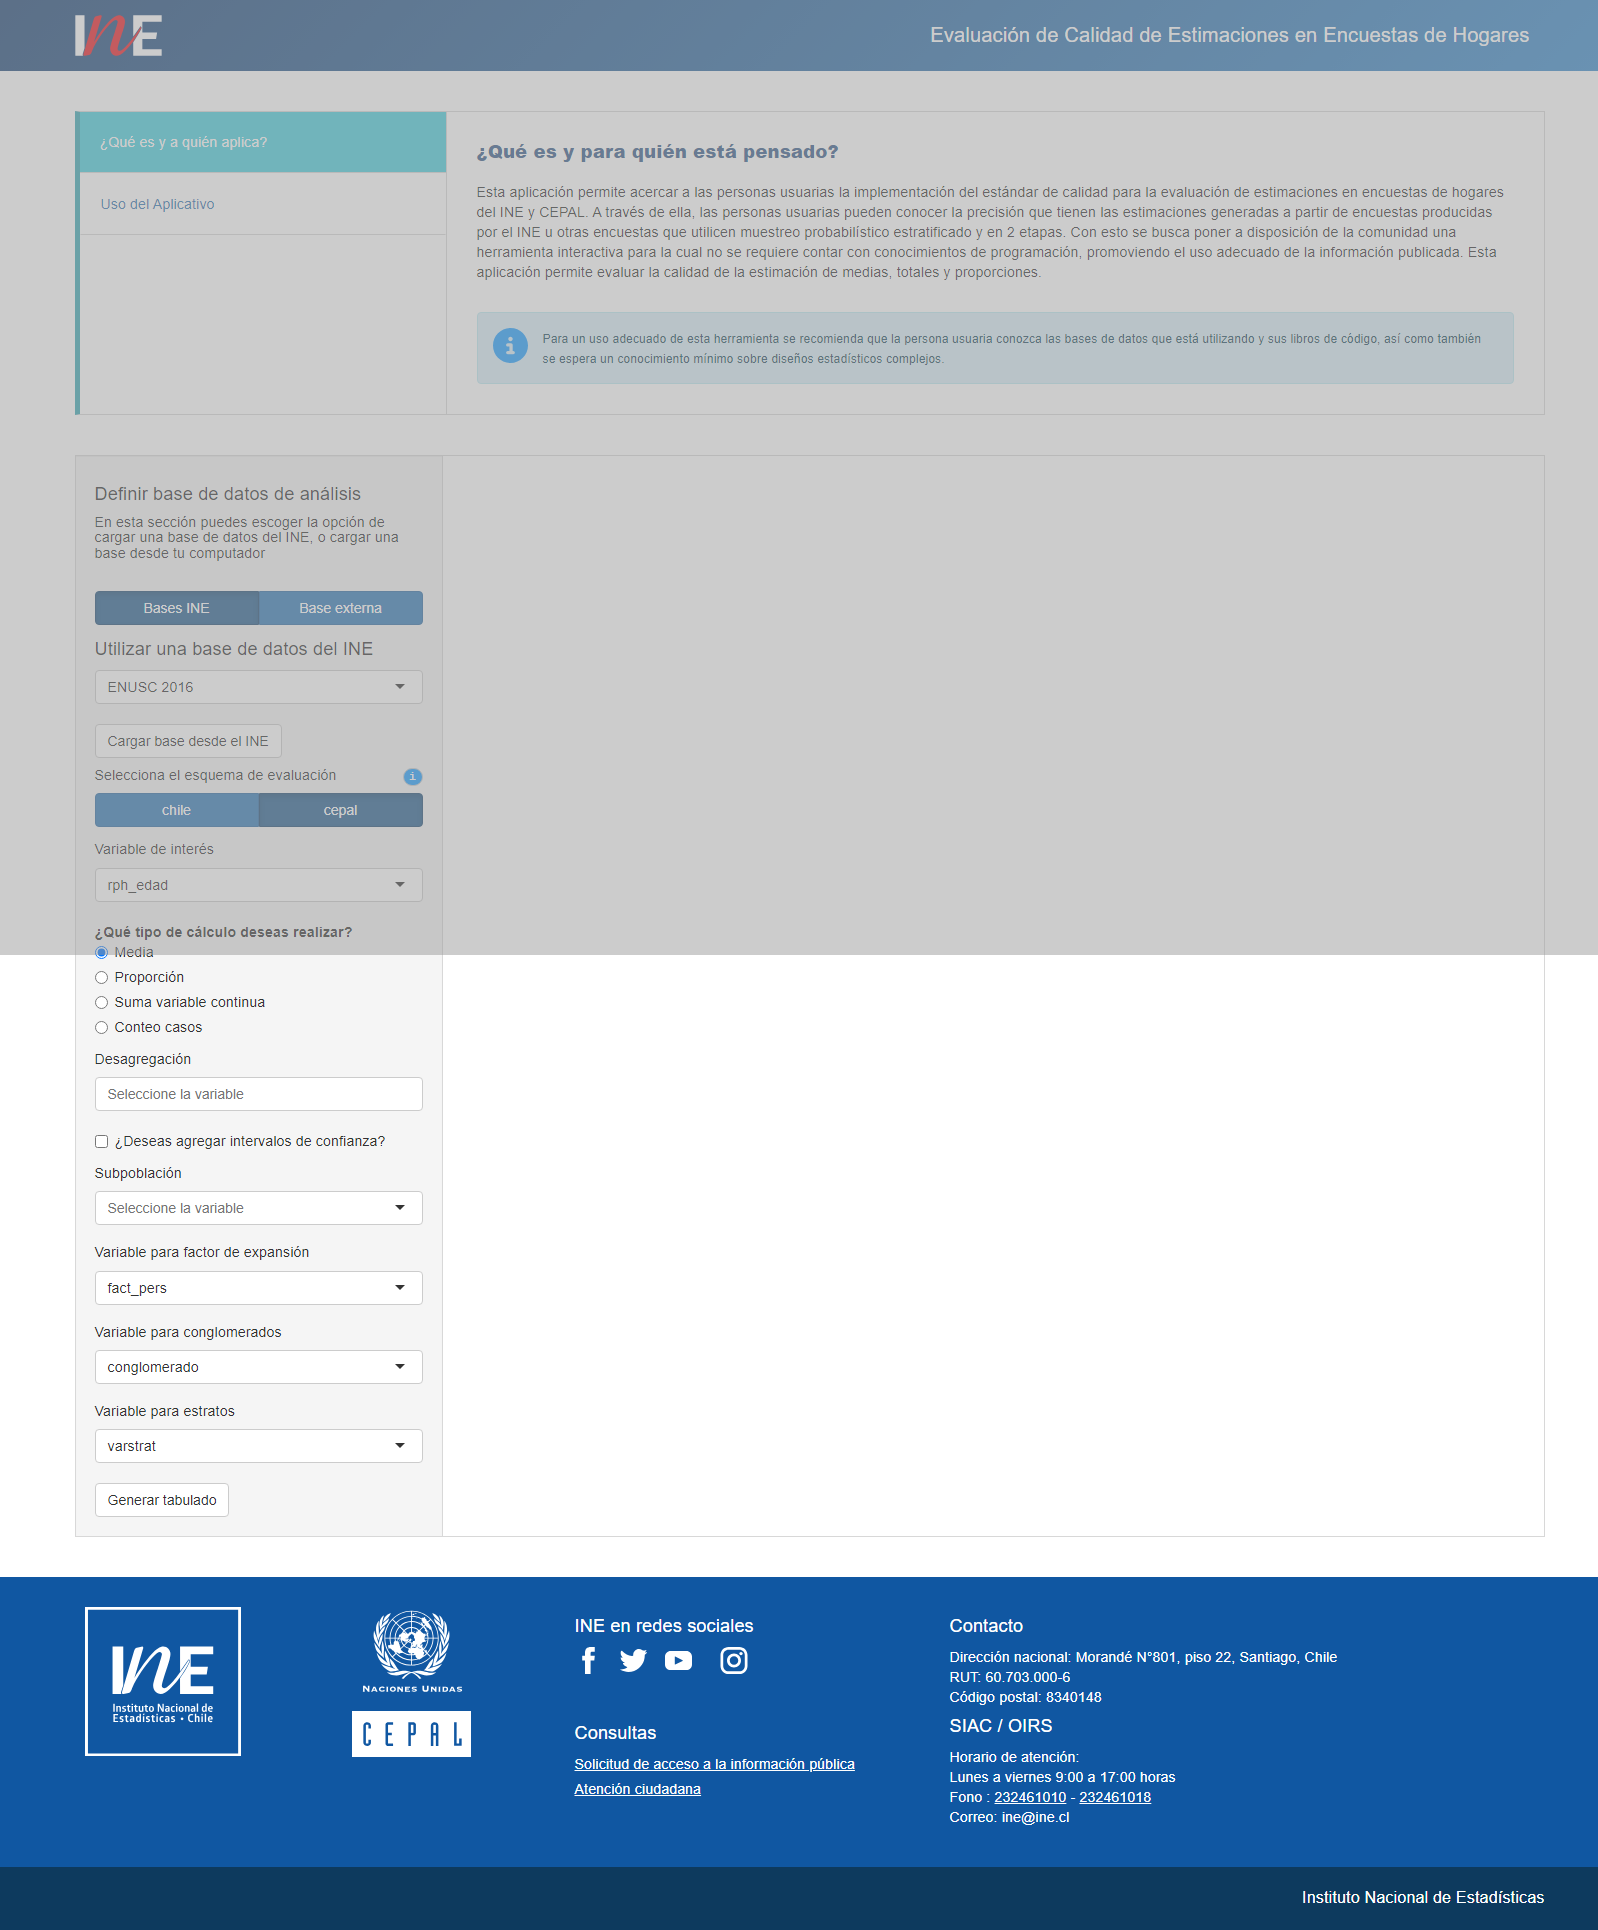 INE
Evaluación de Calidad de Estimaciones en Encuestas de Hogares
¿Qué es y a quién aplica?
Uso del Aplicativo
¿Qué es y para quién está pensado?
Esta aplicación permite acercar a las personas usuarias la implementación del estándar de calidad para la evaluación de estimaciones en encuestas de hogares
del INE y CEPAL. A través de ella, las personas usuarias pueden conocer la precisión que tienen las estimaciones generadas a partir de encuestas producidas
por el INE u otras encuestas que utilicen muestreo probabilístico estratificado y en 2 etapas. Con esto se busca poner a disposición de la comunidad una
herramienta interactiva para la cual no se requiere contar con conocimientos de programación, promoviendo el uso adecuado de la información publicada. Esta
aplicación permite evaluar la calidad de la estimación de medias, totales y proporciones.
Para un uso adecuado de esta herramienta se recomienda que la persona usuaria conozca las bases de datos que está utilizando y sus libros de código, así como también
se espera un conocimiento mínimo sobre diseños estadísticos complejos.
Definir base de datos de análisis
En esta sección puedes escoger la opción de
cargar una base de datos del INE, o cargar una
base desde tu computador
Bases INE
Base externa
Utilizar una base de datos del INE
ENUSC 2016
Cargar base desde el INE
Selecciona el esquema de evaluación
chile
cepal
Variable de interés
rph_edad
¿Qué tipo de cálculo deseas realizar?
Media
Proporción
Suma variable continua
Conteo casos
Desagregación
Seleccione la variable
¿Deseas agregar intervalos de confianza?
Subpoblación
Seleccione la variable
Variable para factor de expansión
fact_pers
Variable para conglomerados
conglomerado
Variable para estratos
varstrat
Generar tabulado
INE
Instituto Nacional de
Estadísticas • Chile
NACIONES UNIDAS
CEPAL
INE en redes sociales
Consultas
Solicitud de acceso a la información pública
Atención ciudadana
Contacto
Dirección nacional: Morandé N°801, piso 22, Santiago, Chile
RUT: 60.703.000-6
Código postal: 8340148
SIAC / OIRS
Horario de atención:
Lunes a viernes 9:00 a 17:00 horas
Fono : 232461010 - 232461018
Correo: ine@ine.cl
Instituto Nacional de Estadísticas